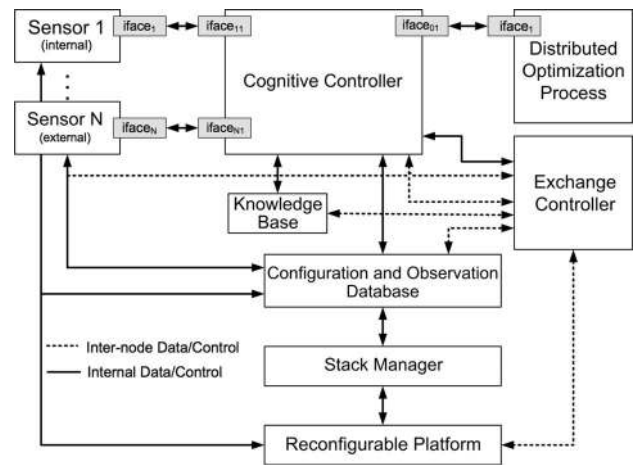 Sensor 1
(internal)
iface₁
iface₁₁
iface₀₁
iface₁
Distributed
Optimization
Process
Cognitive Controller
Sensor N
(external)
ifaceN
ifaceN1
Exchange
Controller
Knowledge
Base
Configuration and Observation
Database
Inter-node Data/Control
Internal Data/Control
Stack Manager
Reconfigurable Platform